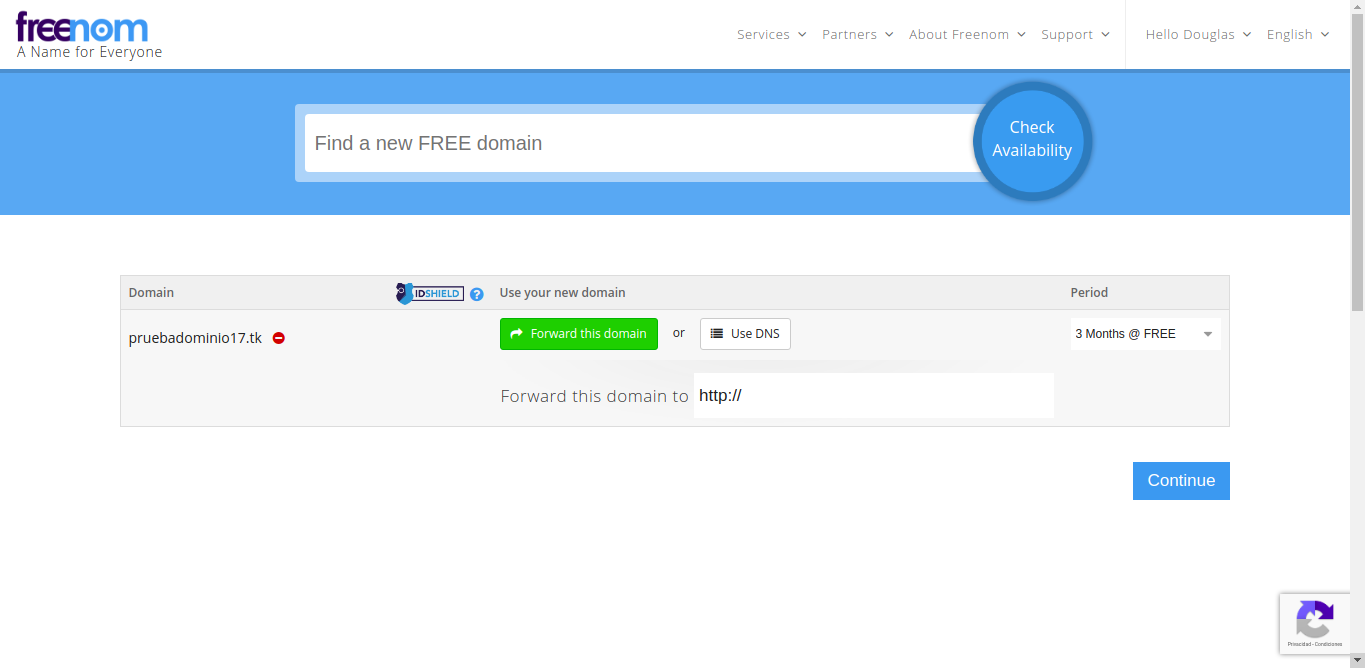 freenom
A Name for Everyone
Services Partners About Freenom Support Hello Douglas English
Find a new FREE domain
Check
Availability
Domain IDSHIELD ? Use your new domain Period
pruebadominio17.tk Forward this domain or Use DNS 3 Months @ FREE
Forward this domain to http://
Continue
Privacidad - Condiciones